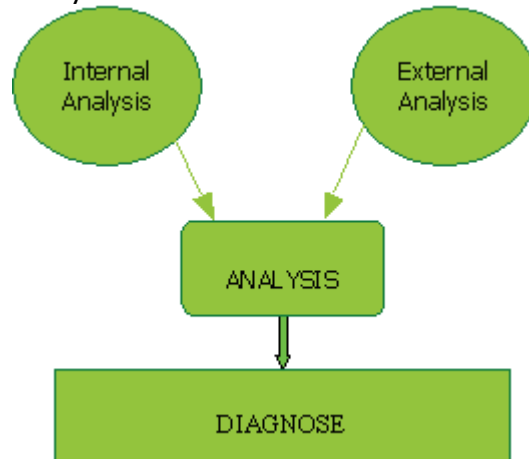 Internal
Analysis
External
Analysis
ANALYSIS
DIAGNOSE